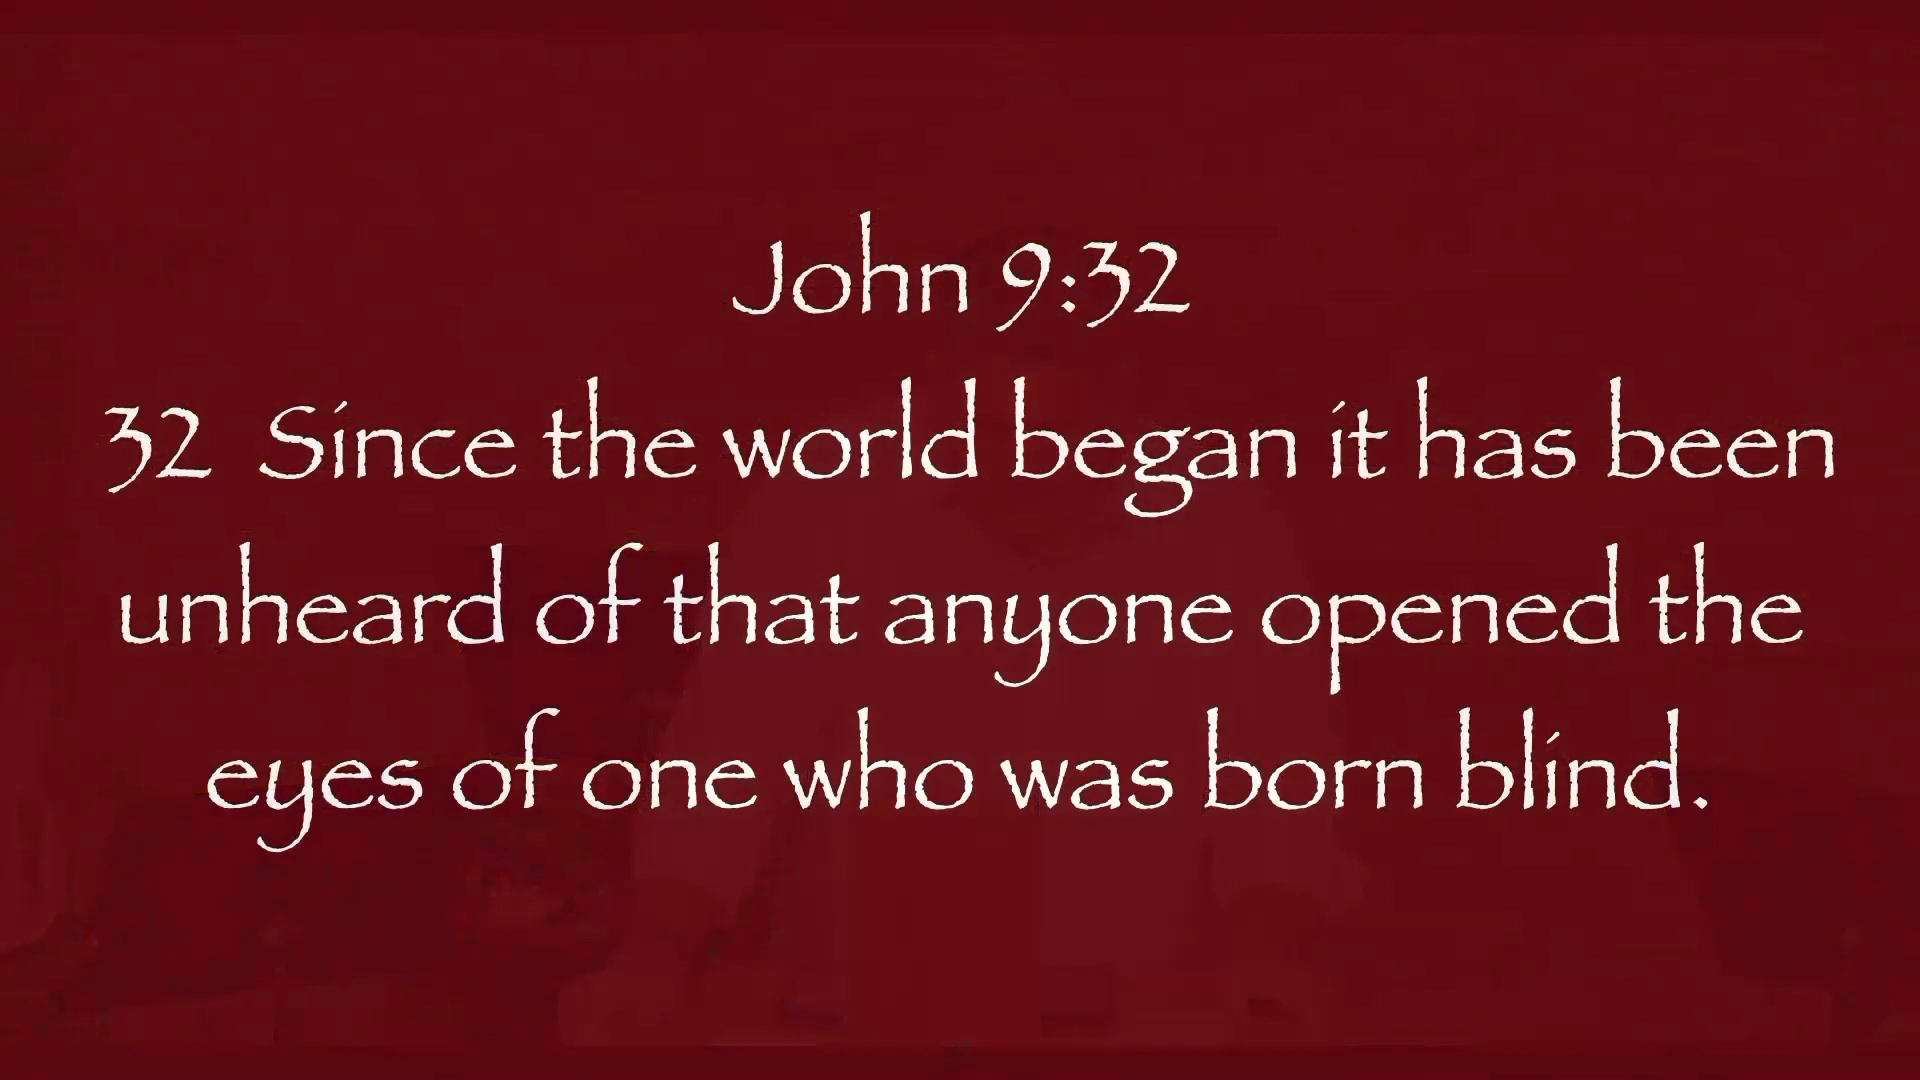 John 9:32
32 Since the world began it has been
unheard of that anyone opened the
eyes of one who was born blind.